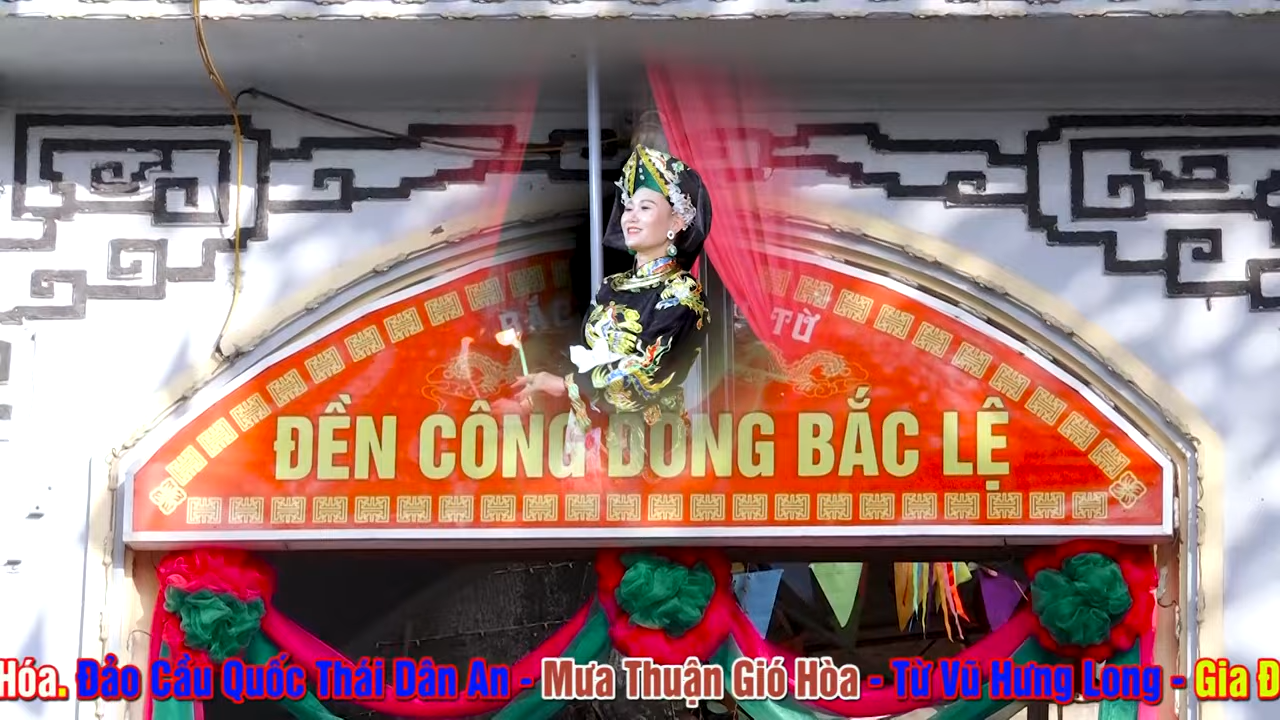 BẮC TỪ
ĐỀN CÔNG ĐỒNG BẮC LỆ
Hóa. Đảo Cầu Quốc Thái Dân An - Mưa Thuận Gió Hòa - Từ Vũ Hưng Long - Gia Đ